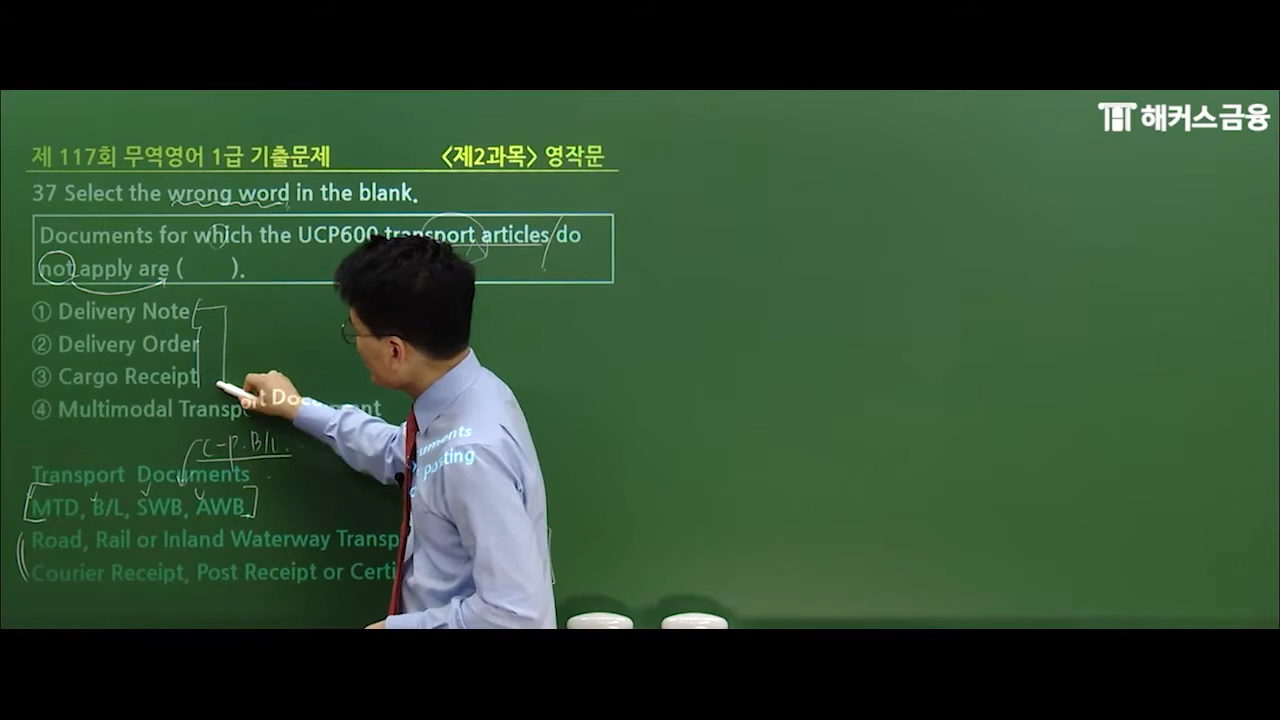 해커스금융
제 117회 무역영어 1급 기출문제 <제2과목> 영작문
37 Select the wrong word in the blank.
Documents for which the UCP600 transport articles do
not apply are ( ).
① Delivery Note
② Delivery Order
③ Cargo Receipt
④ Multimodal Transport Document
C-P. B/L.
Transport Documents
MTD, B/L, SWB, AWB,
Road, Rail or Inland Waterway
Courier Receipt, Post Receipt or
posting